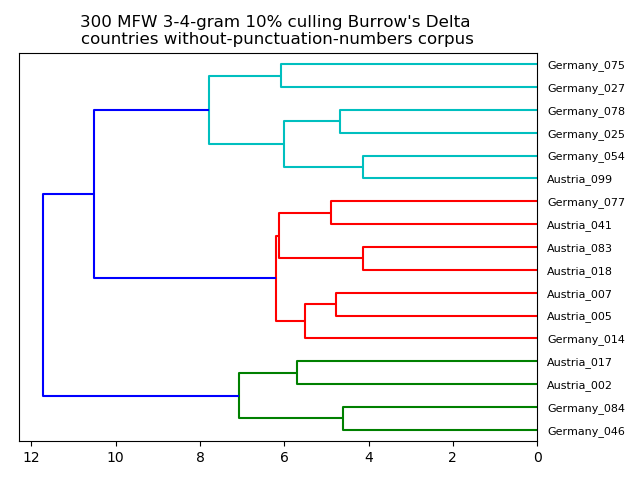 300 MFW 3-4-gram 10% culling Burrow's Delta
countries without-punctuation-numbers corpus
Germany_075
Germany_027
Germany_078
Germany_025
Germany_054
Austria_099
Germany_077
Austria_041
Austria_083
Austria_018
Austria_007
Austria_005
Germany_014
Austria_017
Austria_002
Germany_084
Germany_046
12 10 8 6 4 2 0